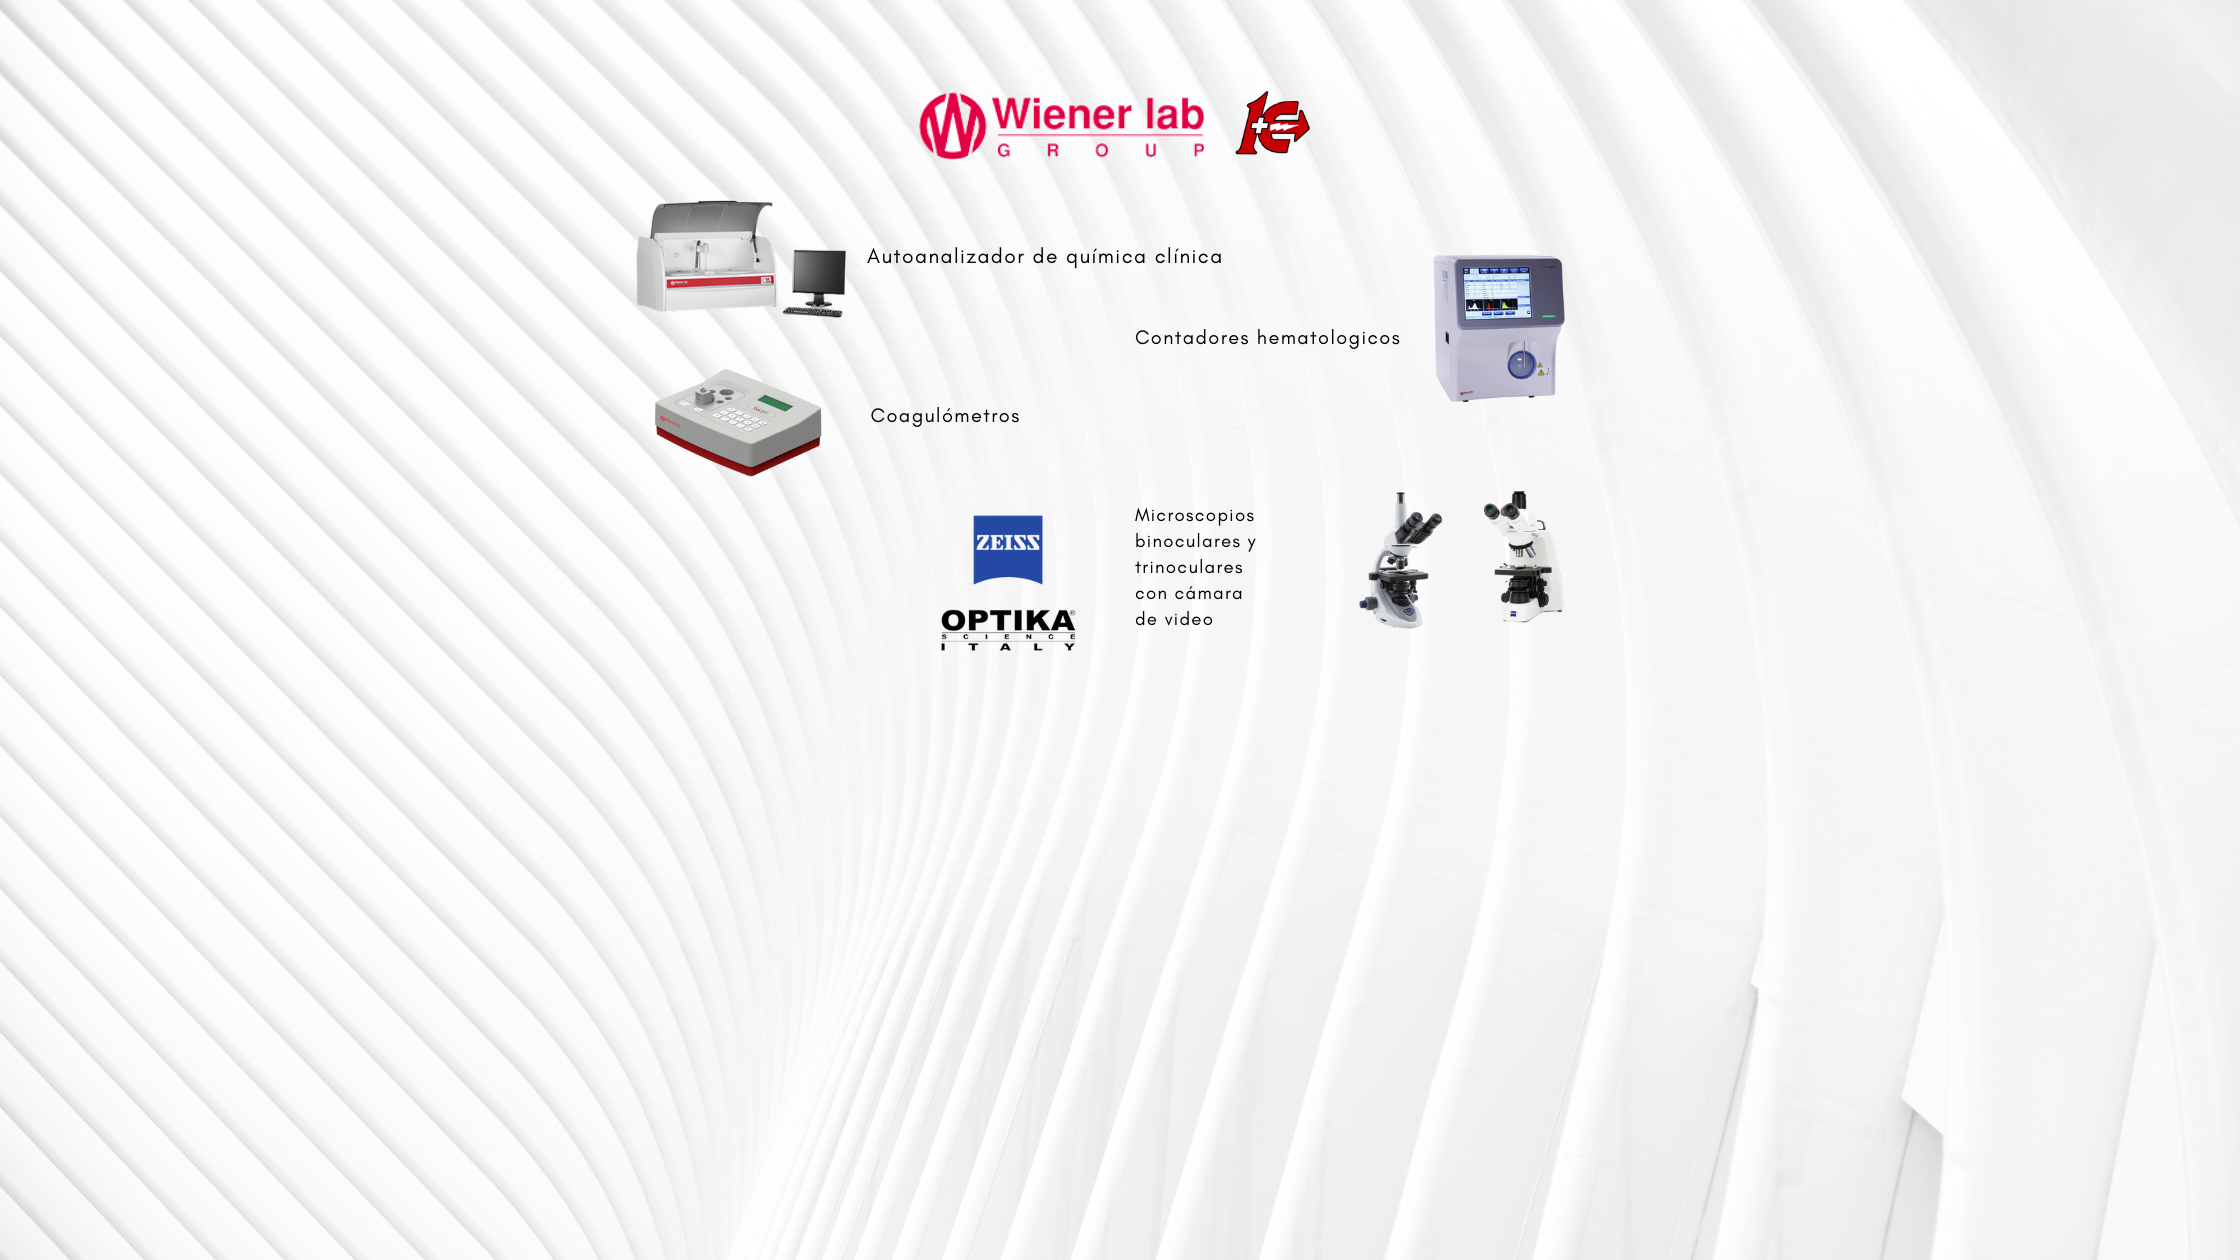 Wiener lab
GROUP
Autoanalizador de química clínica
Contadores hematologicos
Coagulómetros
ZEISS
Microscopios
binoculares y
trinoculares
con cámara
de video
OPTIKA®
SCIENCE
ITALY